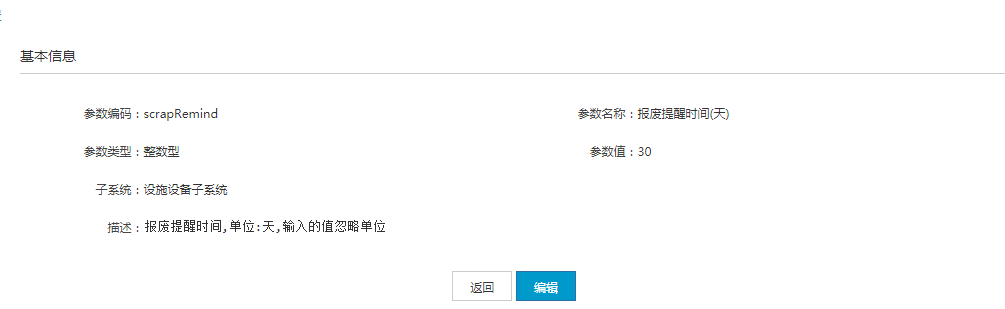 基本信息
参数编码：scrapRemind 参数名称：报废提醒时间(天)
参数类型：整数型 参数值：30
子系统：设施设备子系统
描述：报废提醒时间,单位:天,输入的值忽略单位
返回 编辑